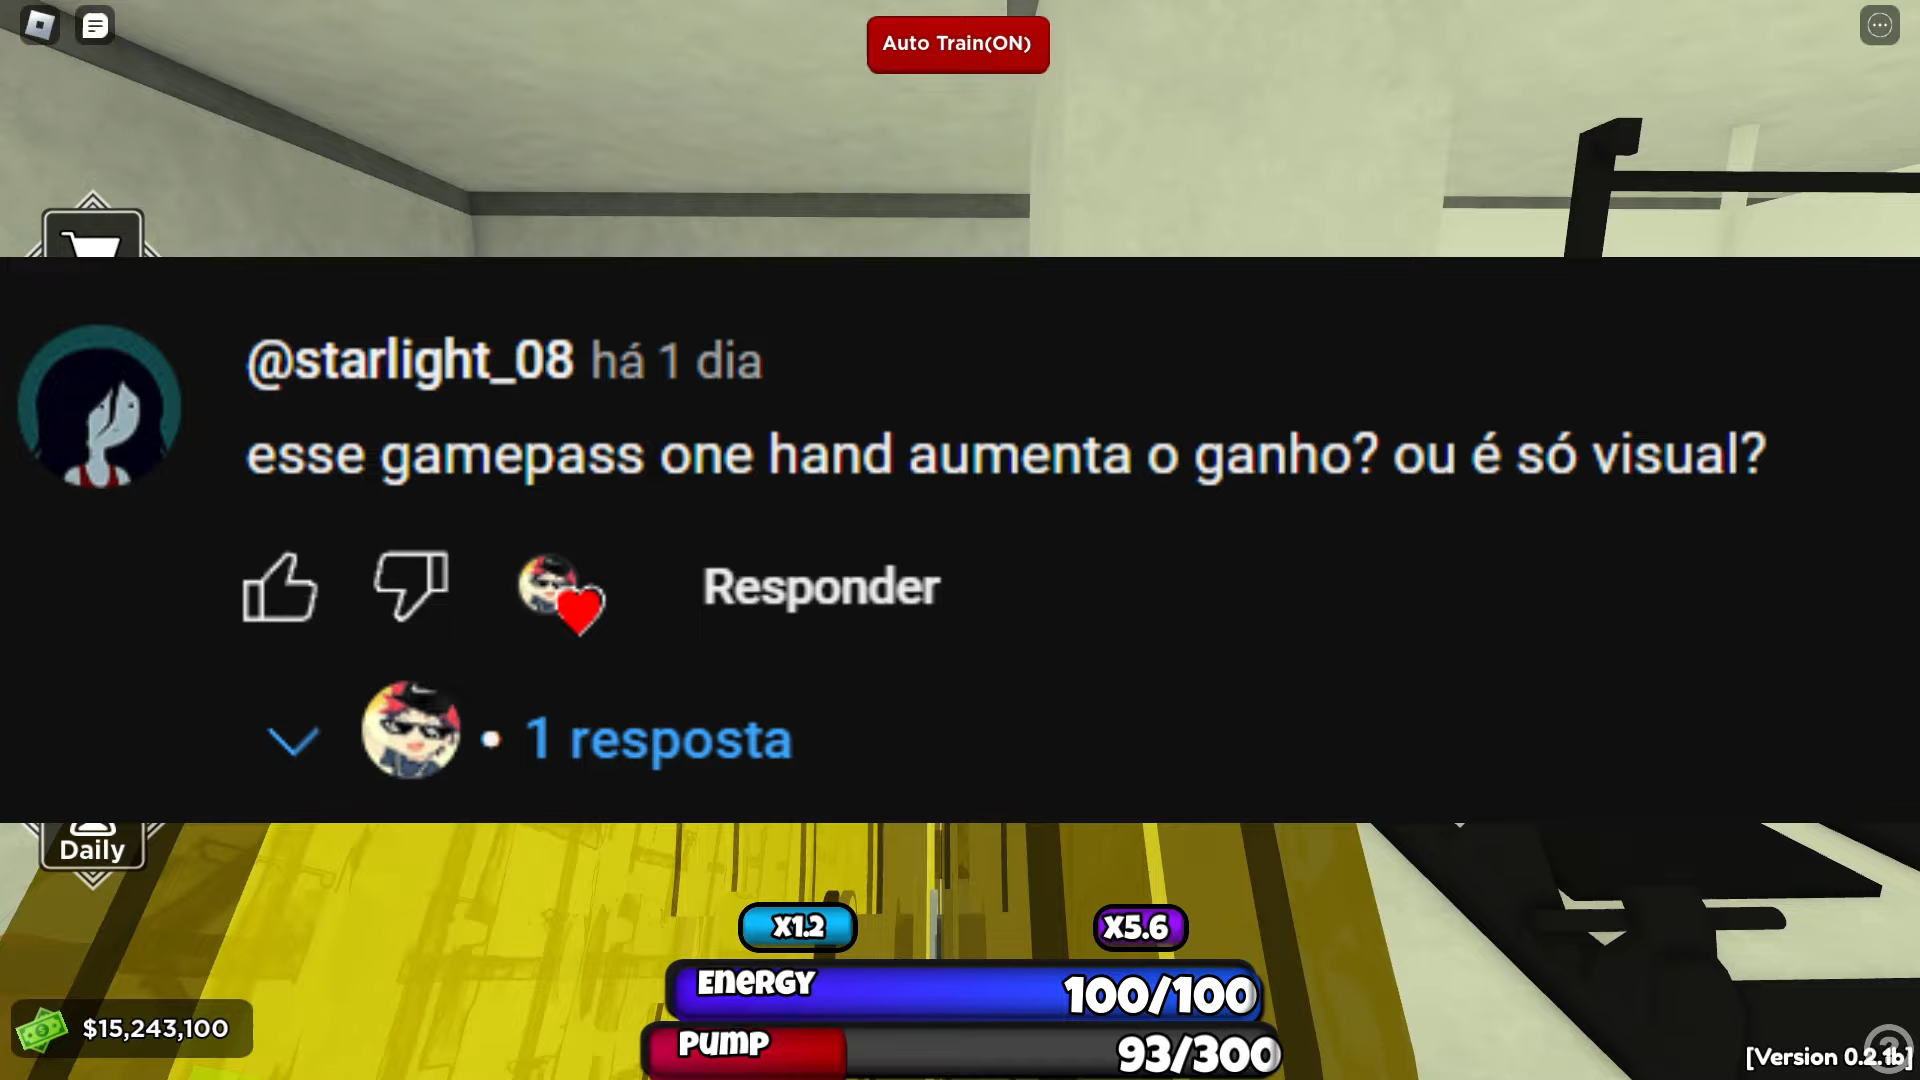 Auto Train(ON)
@starlight_08 há 1 dia
esse gamepass one hand aumenta o ganho? ou é só visual?
Responder
1 resposta
Daily
X1.2
X5.6
ENERGY
100/100
$15,243,100
PUMP
93/300
[Version 0.2.1b]